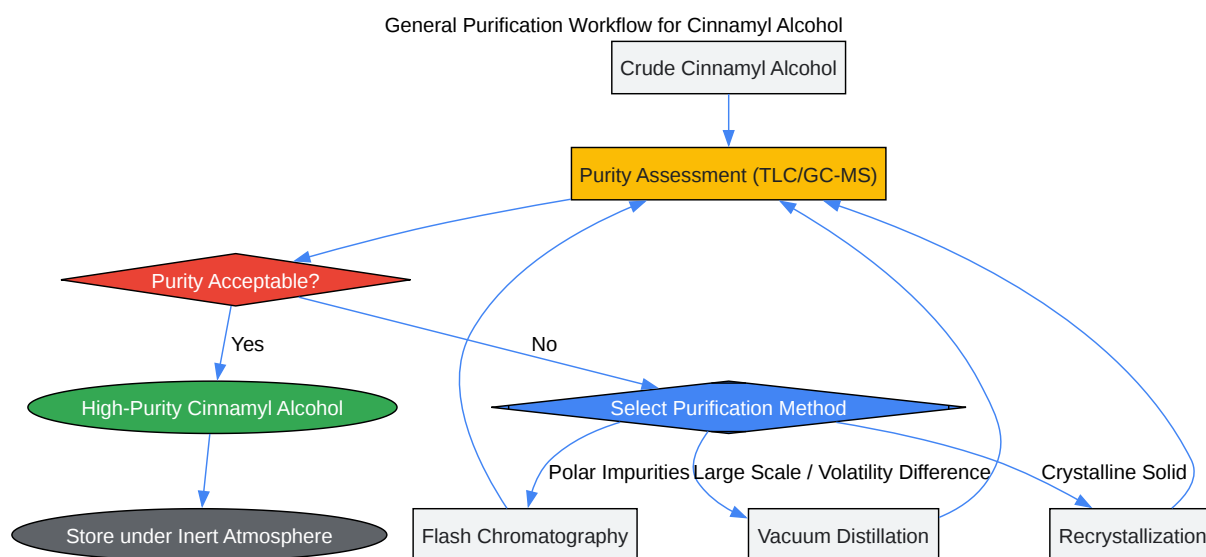 General Purification Workflow for Cinnamyl Alcohol
Crude Cinnamyl Alcohol
Purity Assessment (TLC/GC-MS)
Purity Acceptable?
Yes
No
High-Purity Cinnamyl Alcohol
Select Purification Method
Polar Impurities
Large Scale / Volatility Difference
Crystalline Solid
Store under Inert Atmosphere
Flash Chromatography
Vacuum Distillation
Recrystallization